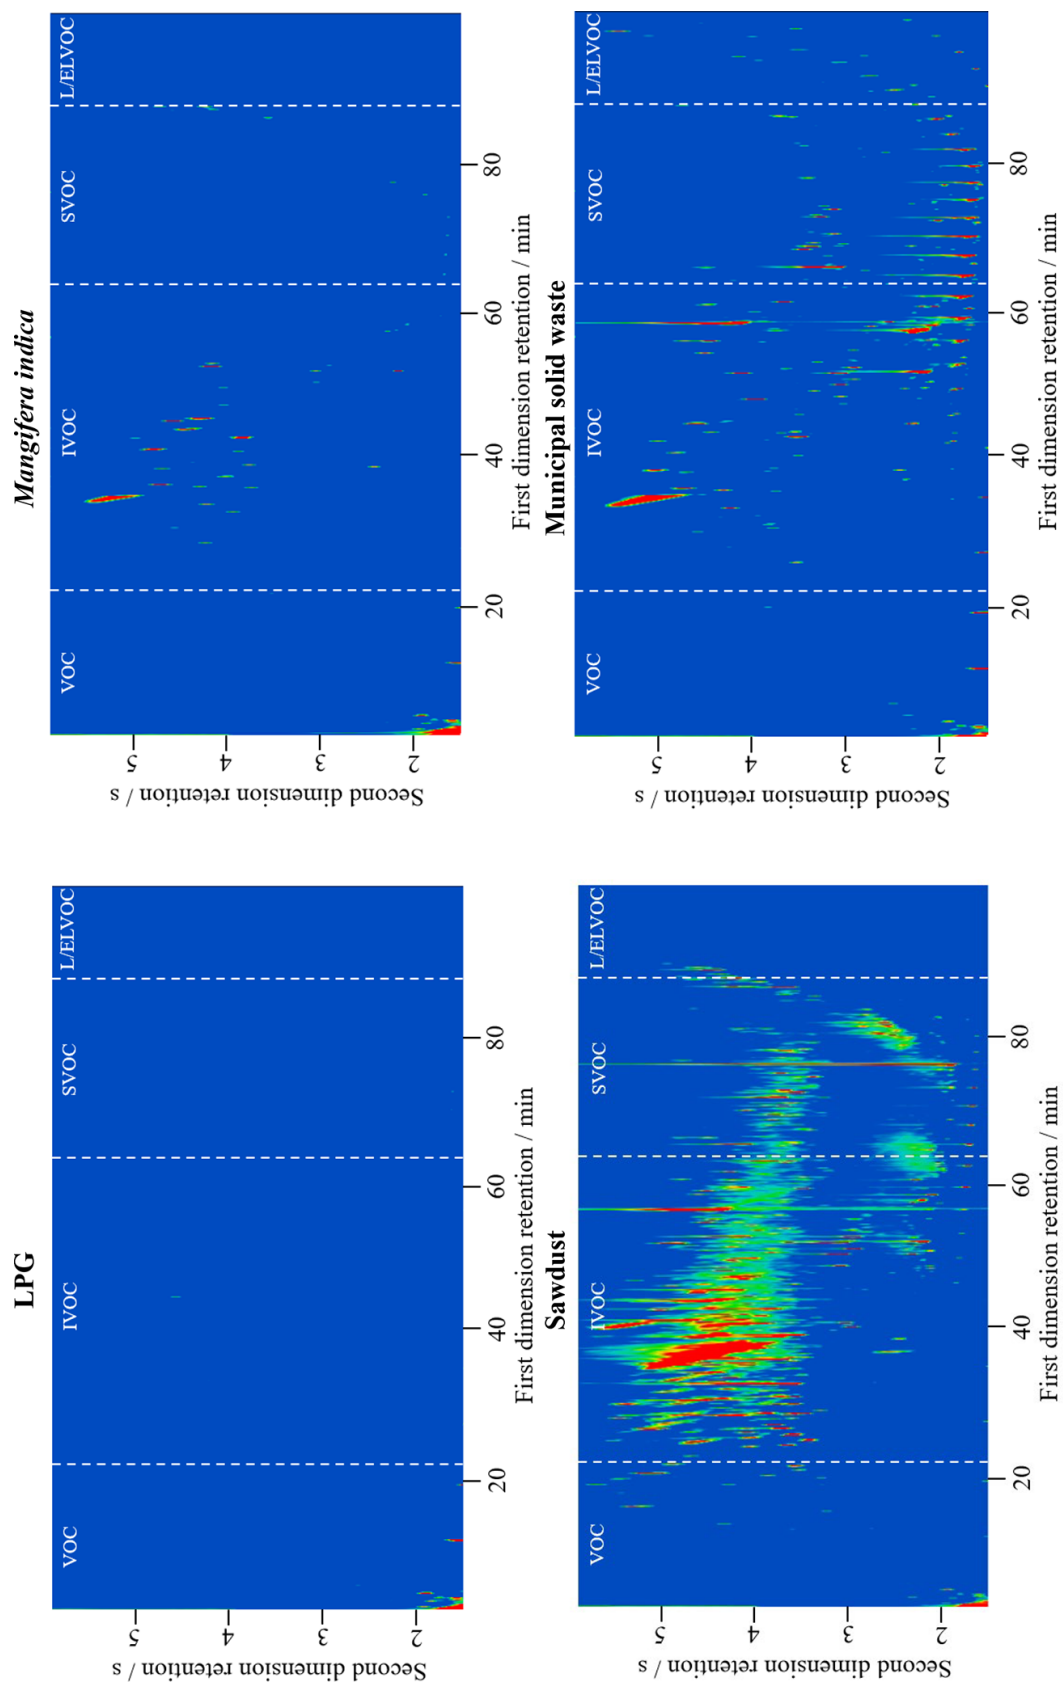 LPG
VOC
IVOC
SVOC
L/ELVOC
5
4
3
2
Second dimension retention / s
20
40
60
80
First dimension retention / min
Mangifera indica
VOC
IVOC
SVOC
L/ELVOC
5
4
3
2
Second dimension retention / s
20
40
60
80
First dimension retention / min
Sawdust
VOC
IVOC
SVOC
L/ELVOC
5
4
3
2
Second dimension retention / s
20
40
60
80
First dimension retention / min
Municipal solid waste
VOC
IVOC
SVOC
L/ELVOC
5
4
3
2
Second dimension retention / s
20
40
60
80
First dimension retention / min